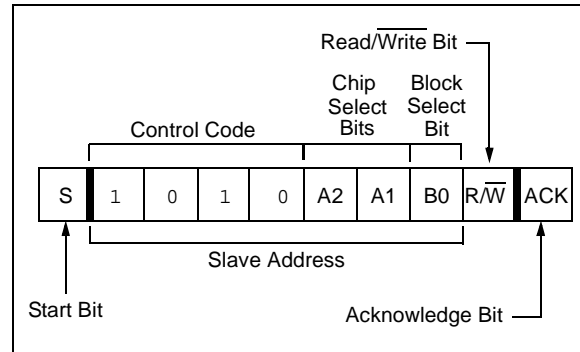 Read/Write Bit
Chip Block
Select Select
Bits Bit
Control Code
S 1 0 1 0 A2 A1 B0 R/W ACK
Slave Address
Start Bit
Acknowledge Bit